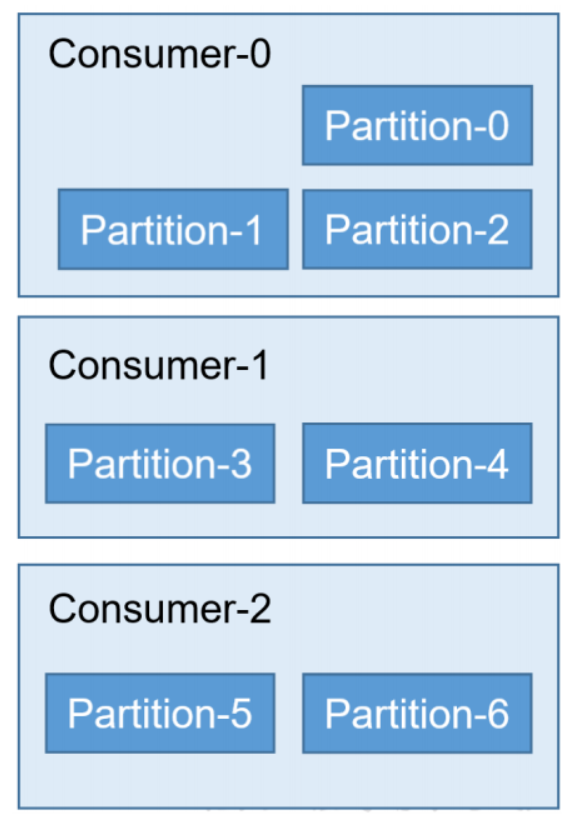 Consumer-0
Partition-0
Partition-1 Partition-2
Consumer-1
Partition-3 Partition-4
Consumer-2
Partition-5 Partition-6